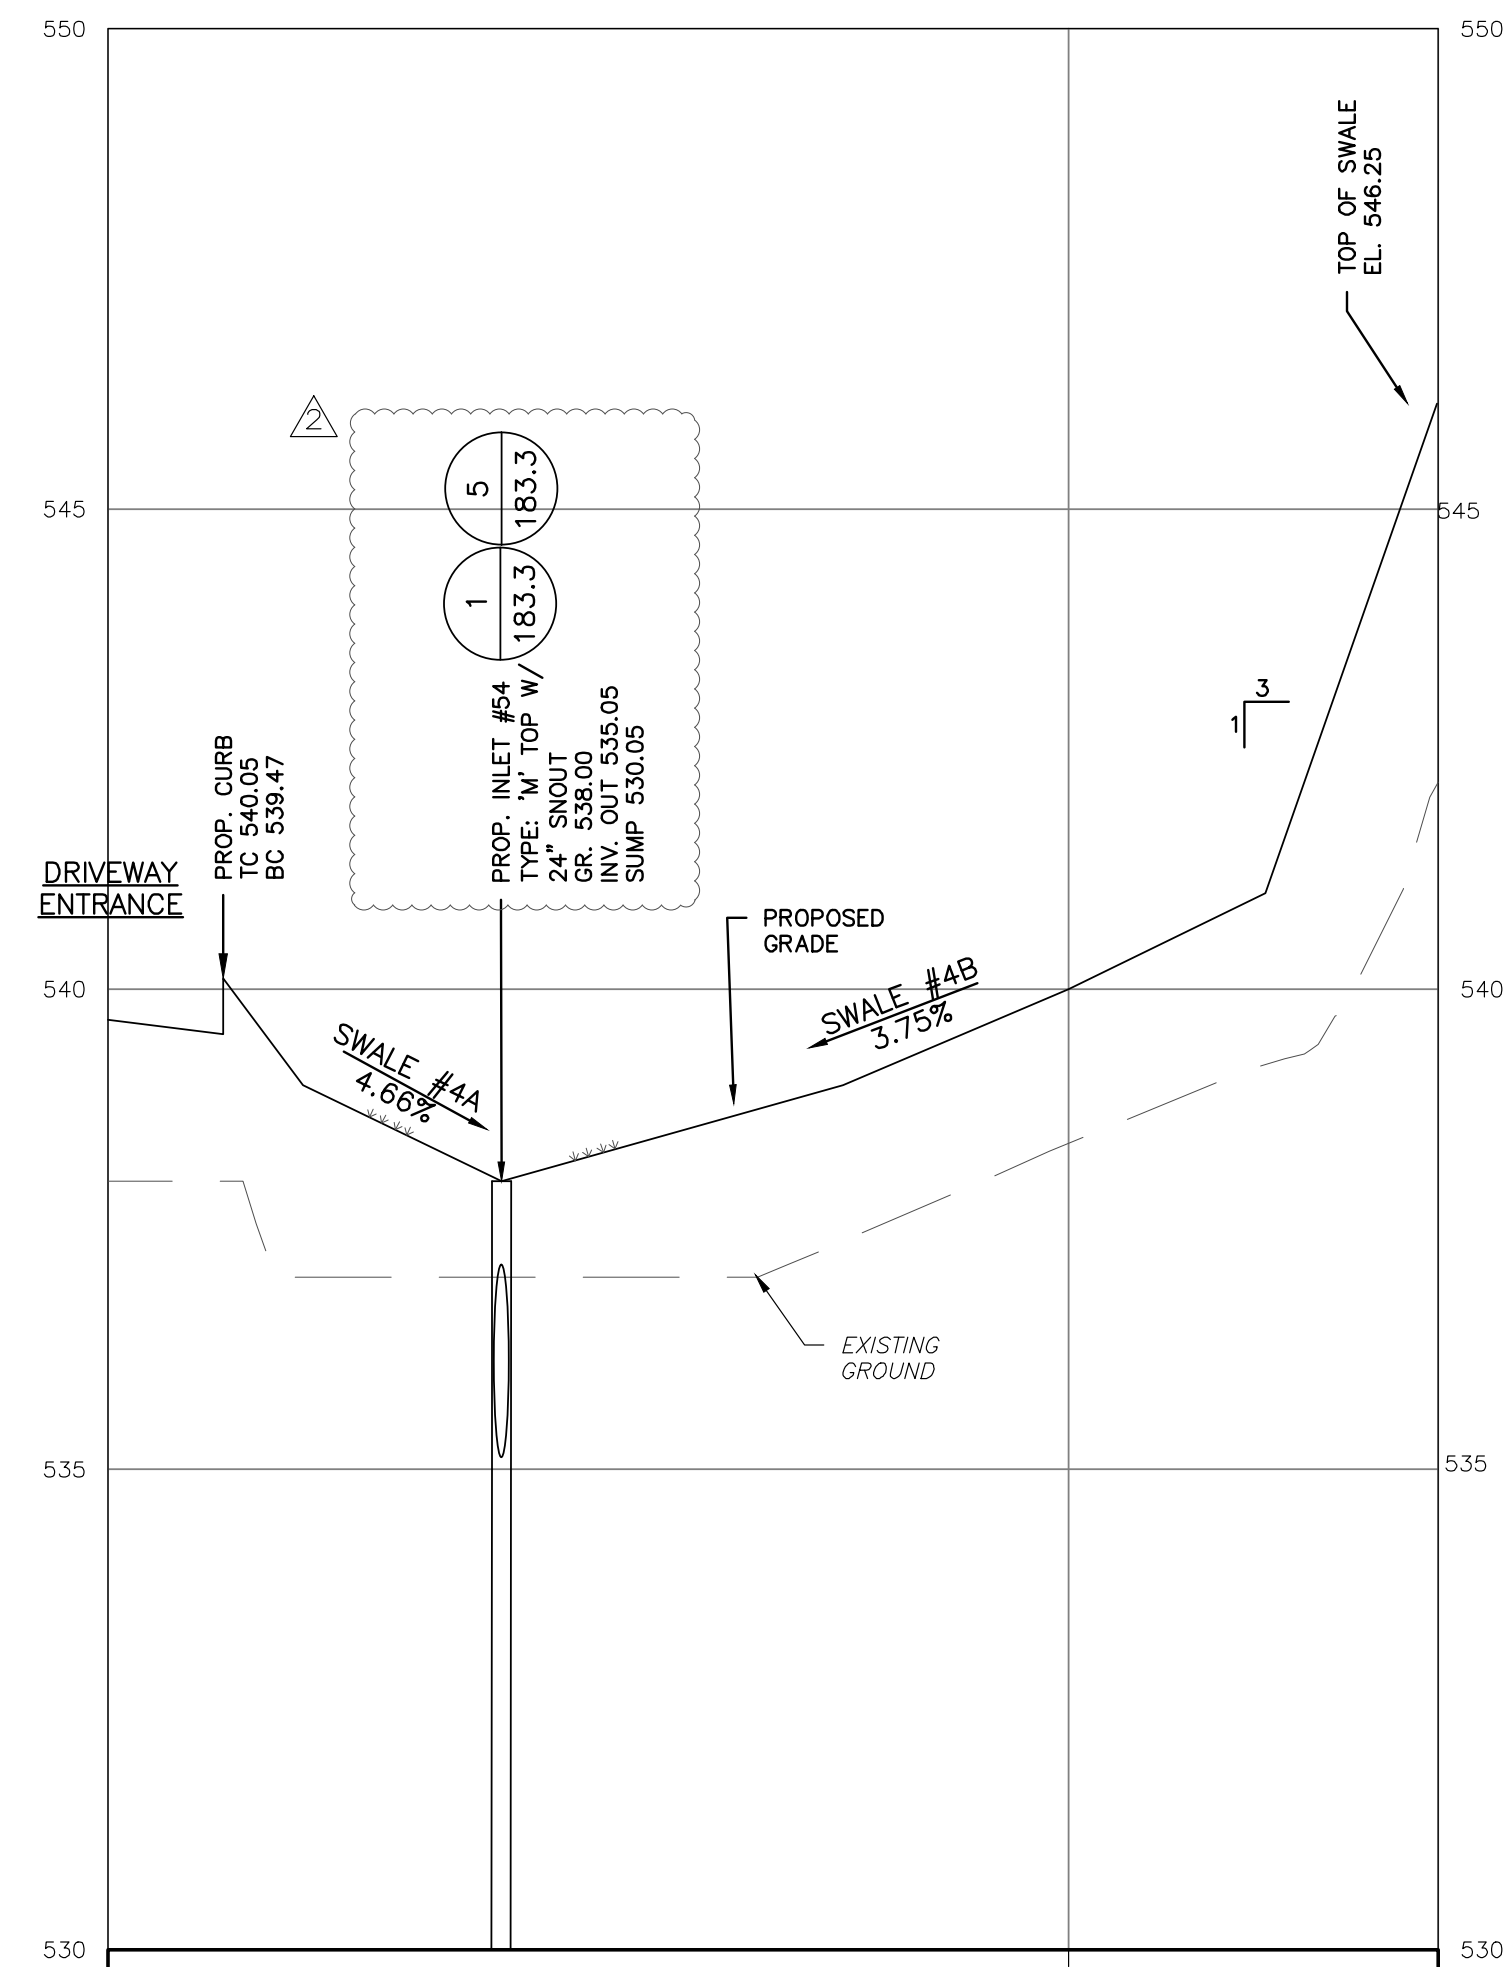 550
550
TOP OF SWALE
EL. 546.25
2
5
183.3
545
545
1
183.3
PROP. CURB
TC 540.05
BC 539.47
PROP. INLET #54
TYPE: 'M' TOP W/
24" SNOUT
GR. 538.00
INV. OUT 535.05
SUMP 530.05
3
1
DRIVEWAY
ENTRANCE
PROPOSED
GRADE
540
540
SWALE #4A
4.66%
SWALE #4B
3.75%
EXISTING
GROUND
535
535
530
530